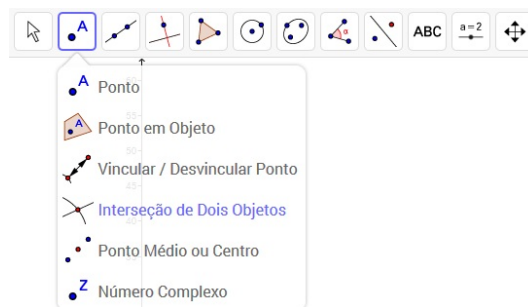 A
α
ABC
a=2
A
Ponto
A
Ponto em Objeto
Vincular / Desvincular Ponto
Interseção de Dois Objetos
Ponto Médio ou Centro
Z
Número Complexo